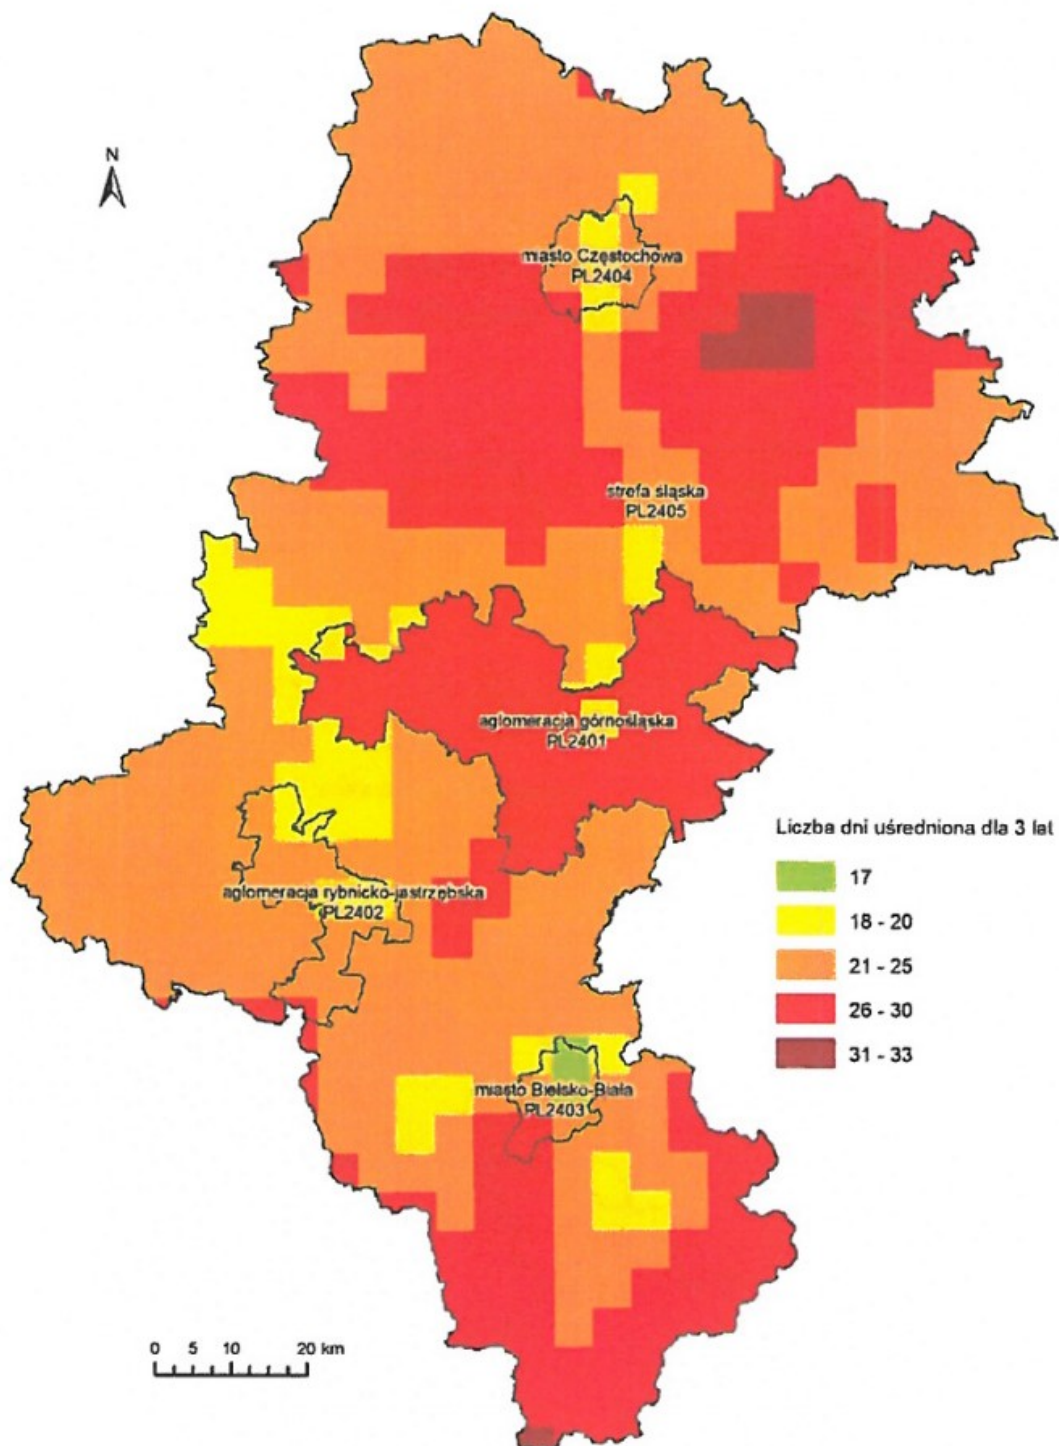 N
miasto Częstochowa
PL2404
strefa śląska
PL2405
aglomeracja górnośląska
PL2401
Liczba dni uśredniona dla 3 lat
17
18 - 20
21 - 25
26 - 30
31 - 33
aglomeracja rybnicko-jastrzębska
PL2402
miasto Bielsko-Biała
PL2403
0 5 10 20 km